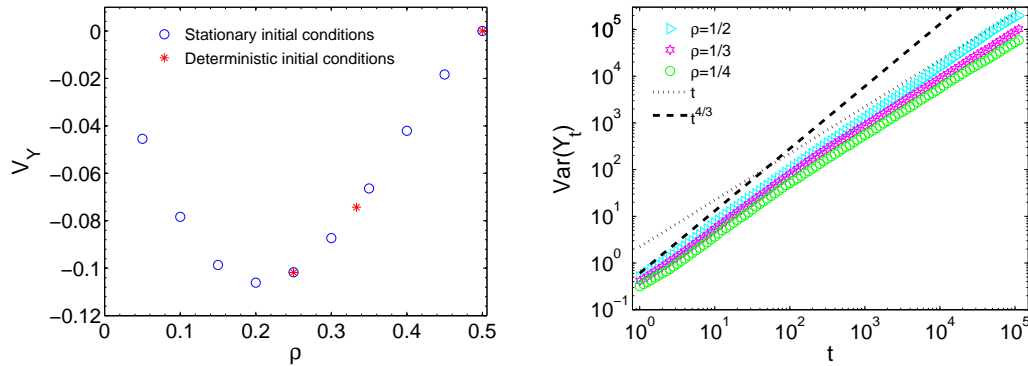 V_Y
0
−0.02
−0.04
−0.06
−0.08
−0.1
−0.12
Stationary initial conditions
Deterministic initial conditions
0 0.1 0.2 0.3 0.4 0.5
ρ
Var(Y_t)
10^5
10^4
10^3
10^2
10^1
10^0
10^−1
ρ=1/2
ρ=1/3
ρ=1/4
t
t^4/3
10^0 10^1 10^2 10^3 10^4 10^5
t